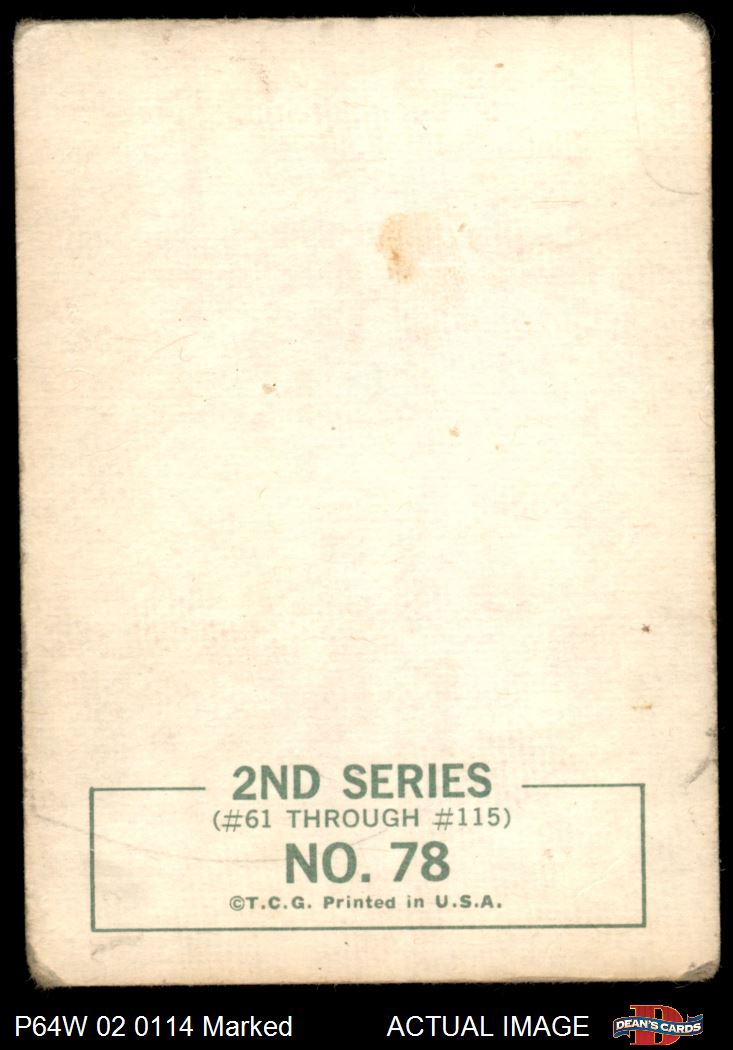 2ND SERIES
(#61 THROUGH #115)
NO. 78
©T.C.G. Printed in U.S.A.
P64W 02 0114 Marked
ACTUAL IMAGE
D
DEAN'S CARDS